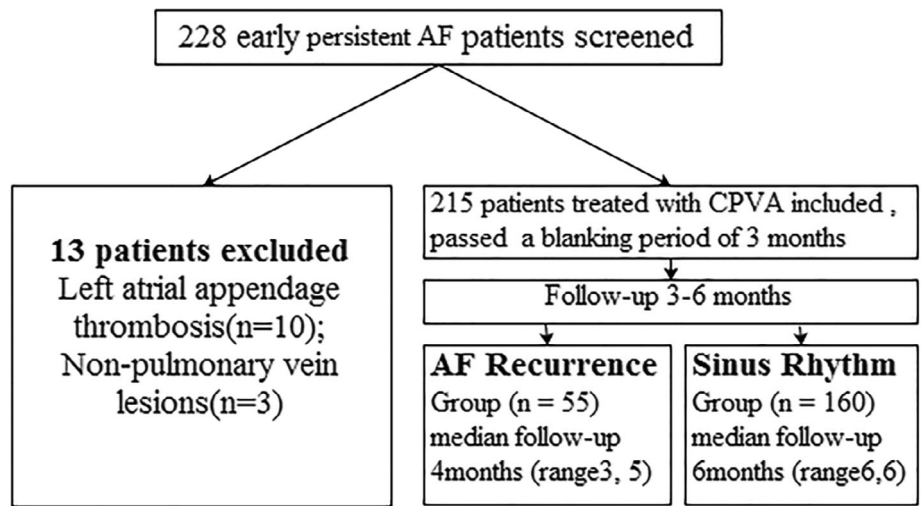 228 early persistent AF patients screened
13 patients excluded
Left atrial appendage
thrombosis(n=10);
Non-pulmonary vein
lesions(n=3)
215 patients treated with CPVA included ,
passed a blanking period of 3 months
Follow-up 3-6 months
AF Recurrence
Group (n = 55)
median follow-up
4months (range3, 5)
Sinus Rhythm
Group (n = 160)
median follow-up
6months (range6,6)